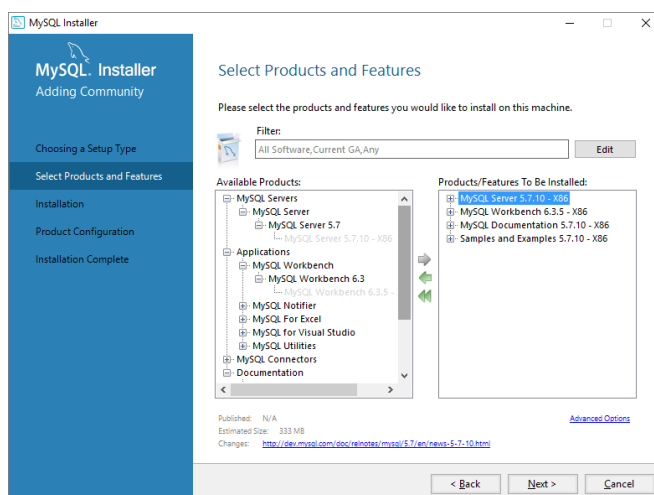 MySQL Installer
MySQL. Installer
Adding Community
Choosing a Setup Type
Select Products and Features
Installation
Product Configuration
Installation Complete
Select Products and Features
Please select the products and features you would like to install on this machine.
Filter:
All Software,Current GA,Any
Edit
Available Products:
MySQL Servers
MySQL Server
MySQL Server 5.7
MySQL Server 5.7.10 - X86
Applications
MySQL Workbench
MySQL Workbench 6.3
MySQL Workbench 6.3.5 -
MySQL Notifier
MySQL For Excel
MySQL for Visual Studio
MySQL Utilities
MySQL Connectors
Documentation
Products/Features To Be Installed:
MySQL Server 5.7.10 - X86
MySQL Workbench 6.3.5 - X86
MySQL Documentation 5.7.10 - X86
Samples and Examples 5.7.10 - X86
Published: N/A
Estimated Size: 333 MB
Changes: http://dev.mysql.com/doc/relnotes/mysql/5.7/en/news-5-7-10.html
Advanced Options
< Back
Next >
Cancel